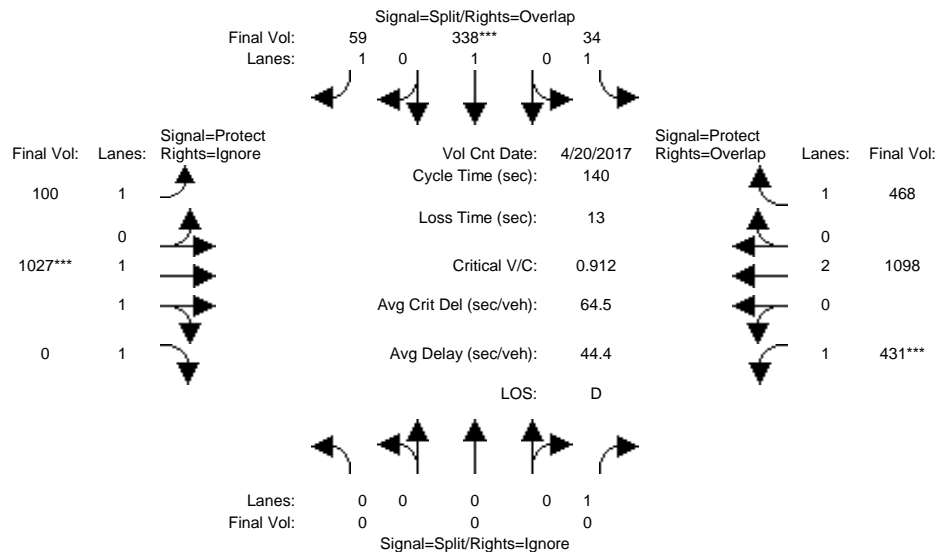 Signal=Split/Rights=Overlap
Final Vol: 59 338*** 34
Lanes: 1 0 1 0 1
Signal=Protect Signal=Protect
Final Vol: Lanes: Rights=Ignore Vol Cnt Date: 4/20/2017 Rights=Overlap Lanes: Final Vol:
Cycle Time (sec): 140
100 1 1 468
Loss Time (sec): 13
0 0
1027*** 1 Critical V/C: 0.912 2 1098
1 Avg Crit Del (sec/veh): 64.5 0
0 1 Avg Delay (sec/veh): 44.4 1 431***
LOS: D
Lanes: 0 0 0 0 1
Final Vol: 0 0 0
Signal=Split/Rights=Ignore